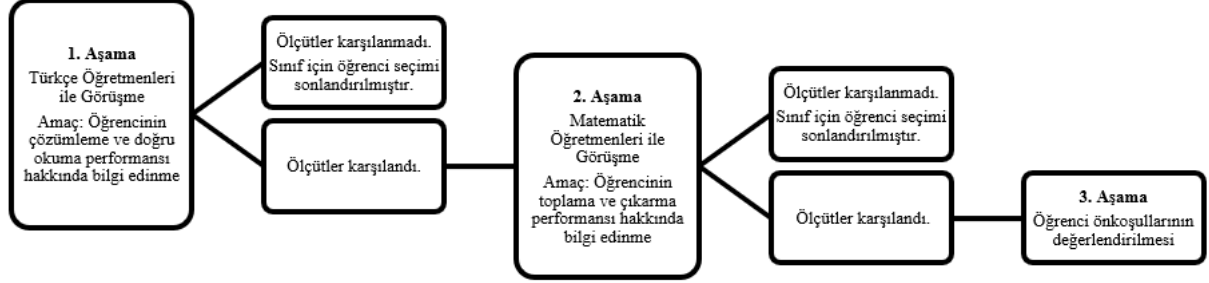 1. Aşama
Türkçe Öğretmenleri
ile Görüşme
Amaç: Öğrencinin
çözümleme ve doğru
okuma performansı
hakkında bilgi edinme
Ölçütler karşılanmadı.
Sınıf için öğrenci seçimi
sonlandırılmıştır.
Ölçütler karşılandı.
2. Aşama
Matematik
Öğretmenleri ile
Görüşme
Amaç: Öğrencinin
toplama ve çıkarma
performansı hakkında
bilgi edinme
Ölçütler karşılanmadı.
Sınıf için öğrenci seçimi
sonlandırılmıştır.
Ölçütler karşılandı.
3. Aşama
Öğrenci önkoşullarının
değerlendirilmesi